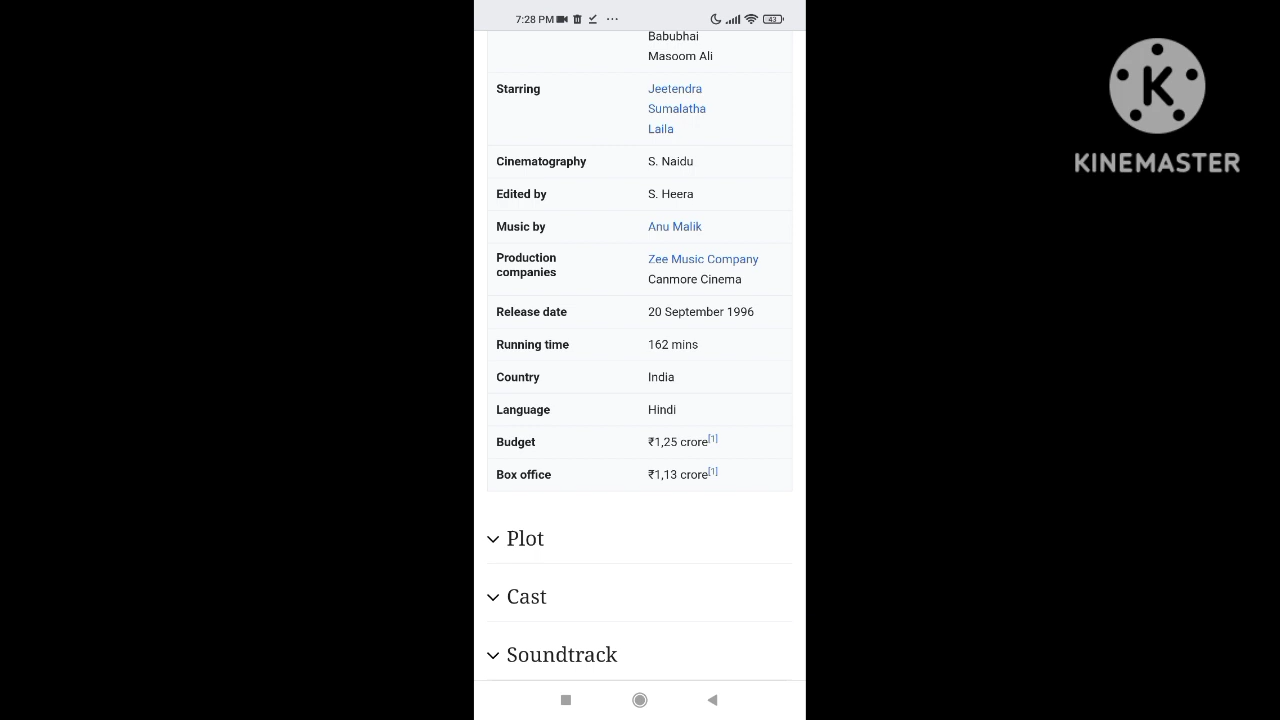 7:28 PM
43
Babubhai
Masoom Ali
Starring
Jeetendra
Sumalatha
Laila
Cinematography S. Naidu
Edited by S. Heera
Music by Anu Malik
Production
companies
Zee Music Company
Canmore Cinema
Release date 20 September 1996
Running time 162 mins
Country India
Language Hindi
Budget ₹1,25 crore[1]
Box office ₹1,13 crore[1]
Plot
Cast
Soundtrack
K
KINEMASTER